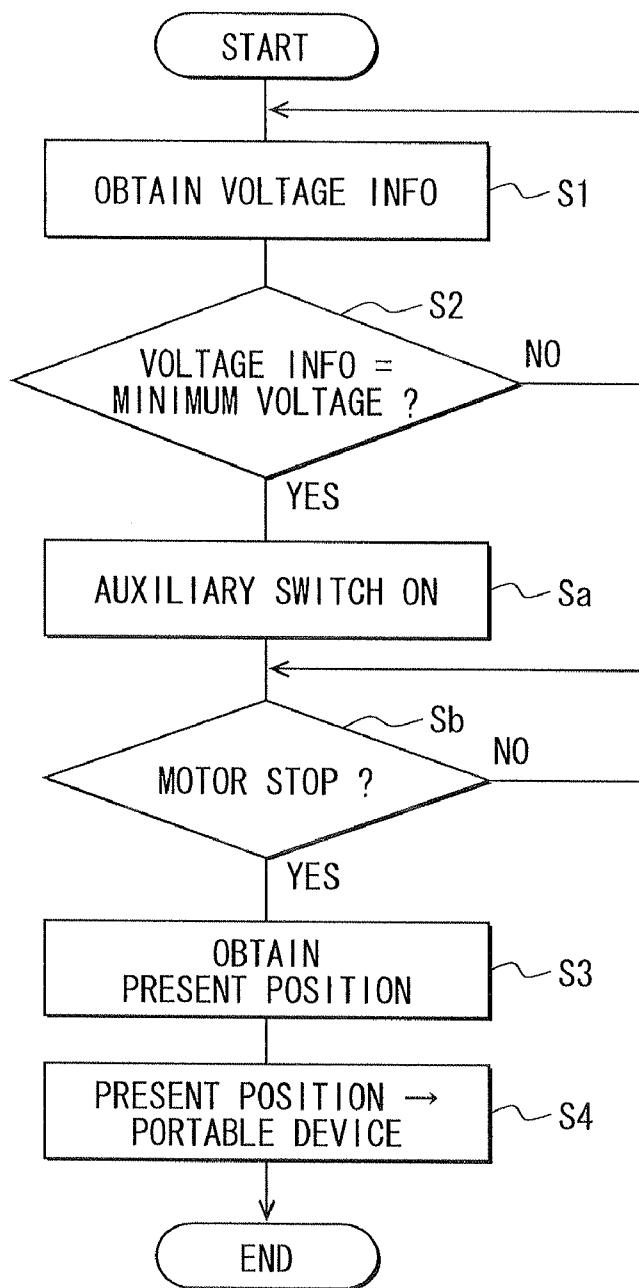 START
OBTAIN VOLTAGE INFO
S1
S2
VOLTAGE INFO =
MINIMUM VOLTAGE ?
NO
YES
AUXILIARY SWITCH ON
Sa
Sb
MOTOR STOP ?
NO
YES
OBTAIN
PRESENT POSITION
S3
PRESENT POSITION →
PORTABLE DEVICE
S4
END